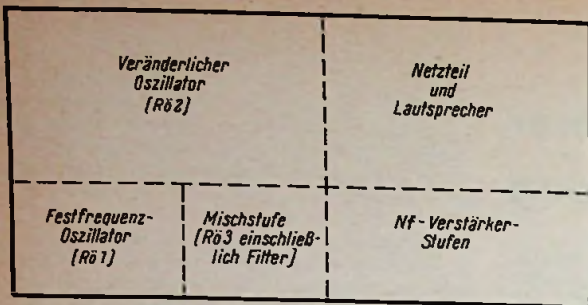 Veränderlicher
Oszillator
[Rö2]
Netzteil
und
Lautsprecher
Festfrequenz-
Oszillator
[Rö1]
Mischstufe
[Rö3 einschließ-
lich Filter]
Nf-Verstärker-
Stufen